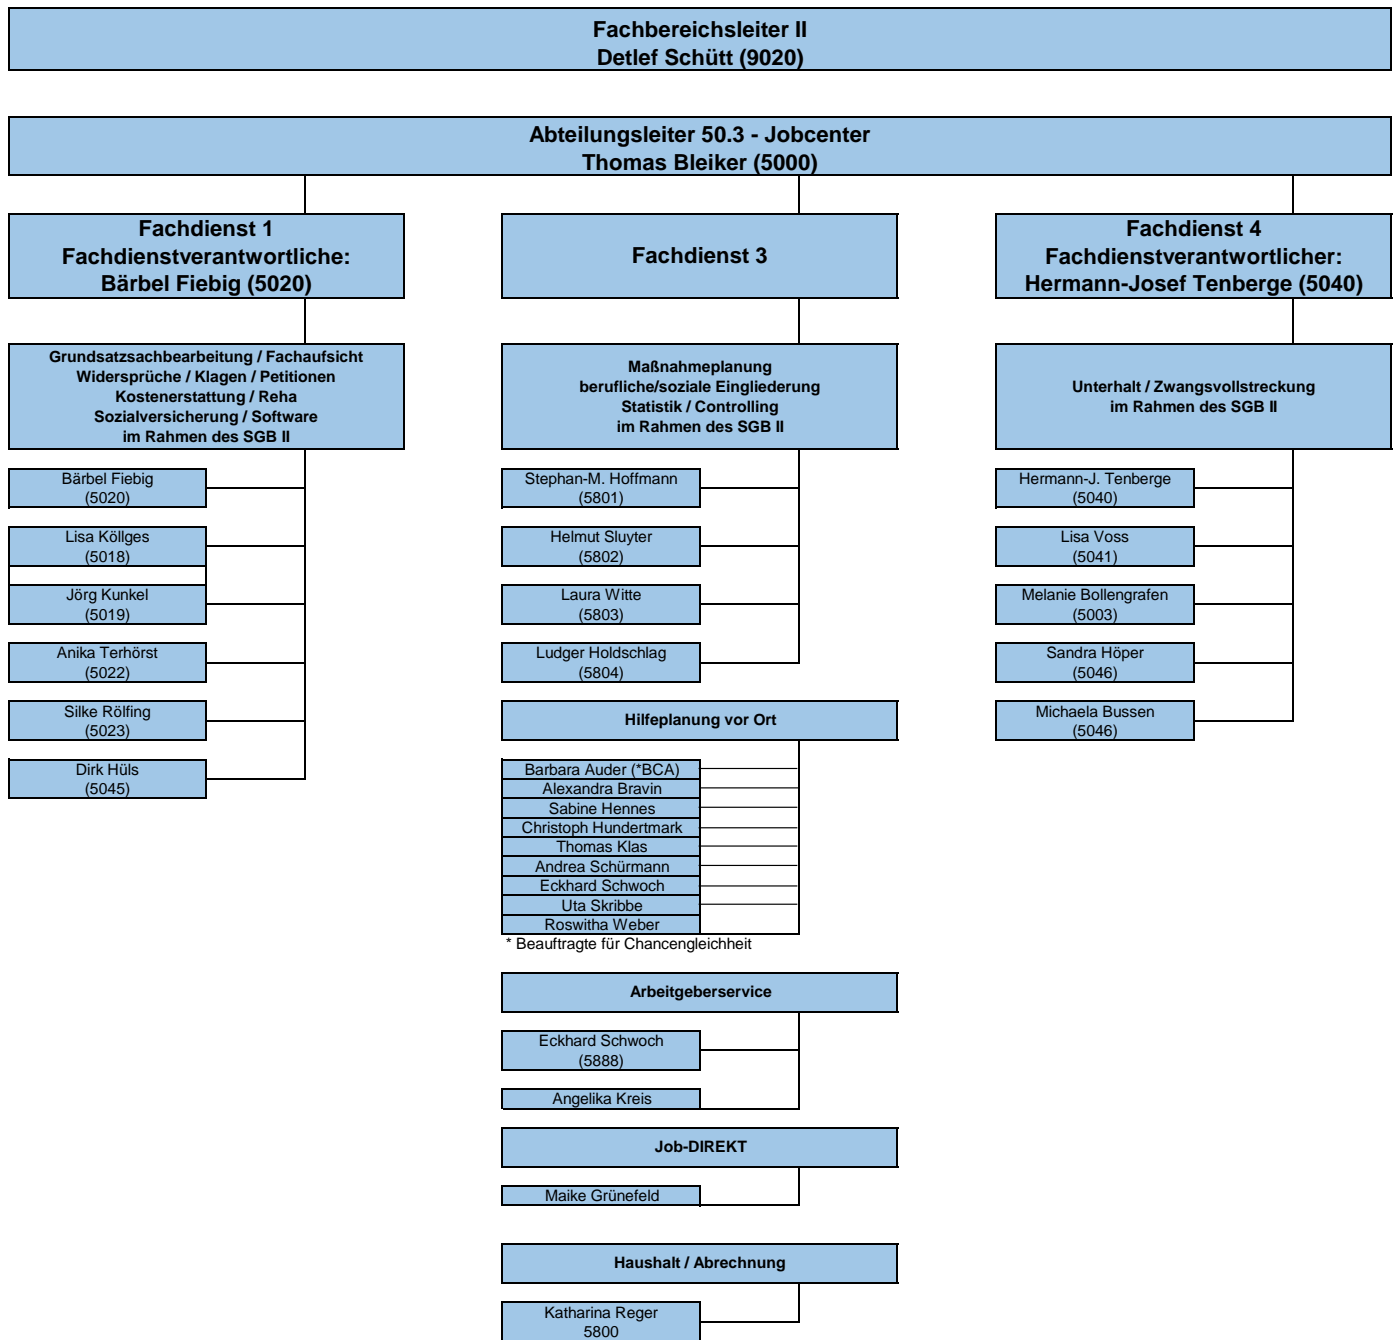 Fachbereichsleiter II
Detlef Schütt (9020)
Abteilungsleiter 50.3 - Jobcenter
Thomas Bleiker (5000)
Fachdienst 1
Fachdienstverantwortliche:
Bärbel Fiebig (5020)
Grundsatzsachbearbeitung / Fachaufsicht
Widersprüche / Klagen / Petitionen
Kostenerstattung / Reha
Sozialversicherung / Software
im Rahmen des SGB II
Bärbel Fiebig
(5020)
Lisa Köllges
(5018)
Jörg Kunkel
(5019)
Anika Terhörst
(5022)
Silke Rölfing
(5023)
Dirk Hüls
(5045)
Fachdienst 3
Maßnahmeplanung
berufliche/soziale Eingliederung
Statistik / Controlling
im Rahmen des SGB II
Stephan-M. Hoffmann
(5801)
Helmut Sluyter
(5802)
Laura Witte
(5803)
Ludger Holdschlag
(5804)
Hilfeplanung vor Ort
Barbara Auder (*BCA)
Alexandra Bravin
Sabine Hennes
Christoph Hundertmark
Thomas Klas
Andrea Schürmann
Eckhard Schwoch
Uta Skribbe
Roswitha Weber
* Beauftragte für Chancengleichheit
Arbeitgeberservice
Eckhard Schwoch
(5888)
Angelika Kreis
Job-DIREKT
Maike Grünefeld
Haushalt / Abrechnung
Katharina Reger
5800
Fachdienst 4
Fachdienstverantwortlicher:
Hermann-Josef Tenberge (5040)
Unterhalt / Zwangsvollstreckung
im Rahmen des SGB II
Hermann-J. Tenberge
(5040)
Lisa Voss
(5041)
Melanie Bollengrafen
(5003)
Sandra Höper
(5046)
Michaela Bussen
(5046)